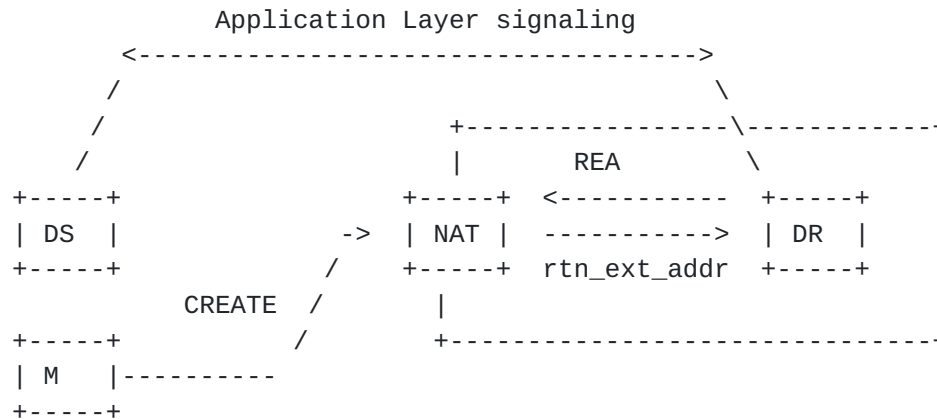 Application Layer signaling
REA
DS -> NAT DR
rtn_ext_addr
CREATE
M